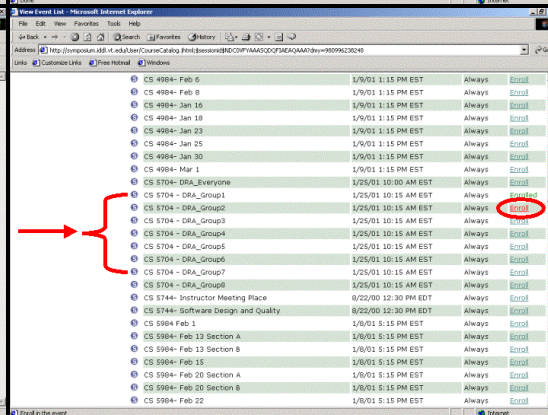 Done
Internet
View Event List - Microsoft Internet Explorer
File Edit View Favorites Tools Help
Back Search Favorites History
Address http://symposium.iddl.vt.edu/User/CourseCatalog.jhtml;$sessionid$NDC0VFYAAASQDQFIAEAQAAA?dmy=980996238248
Links Customize Links Free Hotmail Windows
CS 4984- Feb 6 1/9/01 1:15 PM EST Always Enroll
CS 4984- Feb 8 1/9/01 1:15 PM EST Always Enroll
CS 4984- Jan 16 1/9/01 1:15 PM EST Always Enroll
CS 4984- Jan 18 1/9/01 1:15 PM EST Always Enroll
CS 4984- Jan 23 1/9/01 1:15 PM EST Always Enroll
CS 4984- Jan 25 1/9/01 1:15 PM EST Always Enroll
CS 4984- Jan 30 1/9/01 1:15 PM EST Always Enroll
CS 4984- Mar 1 1/9/01 1:15 PM EST Always Enroll
CS 5704- DRA_Everyone 1/25/01 10:00 AM EST Always Enroll
CS 5704 - DRA_Group1 1/25/01 10:15 AM EST Always Enrolled
CS 5704 - DRA_Group2 1/25/01 10:15 AM EST Always Enroll
CS 5704 - DRA_Group3 1/25/01 10:15 AM EST Always Enroll
CS 5704 - DRA_Group4 1/25/01 10:15 AM EST Always Enroll
CS 5704 - DRA_Group5 1/25/01 10:15 AM EST Always Enroll
CS 5704 - DRA_Group6 1/25/01 10:15 AM EST Always Enroll
CS 5704 - DRA_Group7 1/25/01 10:15 AM EST Always Enroll
CS 5704 - DRA_Group8 1/25/01 10:15 AM EST Always Enroll
CS 5744- Instructor Meeting Place 8/22/00 12:30 PM EDT Always Enroll
CS 5744- Software Design and Quality 8/22/00 12:30 PM EDT Always Enroll
CS 5984 Feb 1 1/8/01 5:15 PM EST Always Enroll
CS 5984- Feb 13 Section A 1/8/01 5:15 PM EST Always Enroll
CS 5984- Feb 13 Section B 1/8/01 5:15 PM EST Always Enroll
CS 5984- Feb 15 1/8/01 5:15 PM EST Always Enroll
CS 5984- Feb 20 Section A 1/8/01 5:15 PM EST Always Enroll
CS 5984- Feb 20 Section B 1/8/01 5:15 PM EST Always Enroll
CS 5984- Feb 22 1/8/01 5:15 PM EST Always Enroll
Enroll in the event Internet